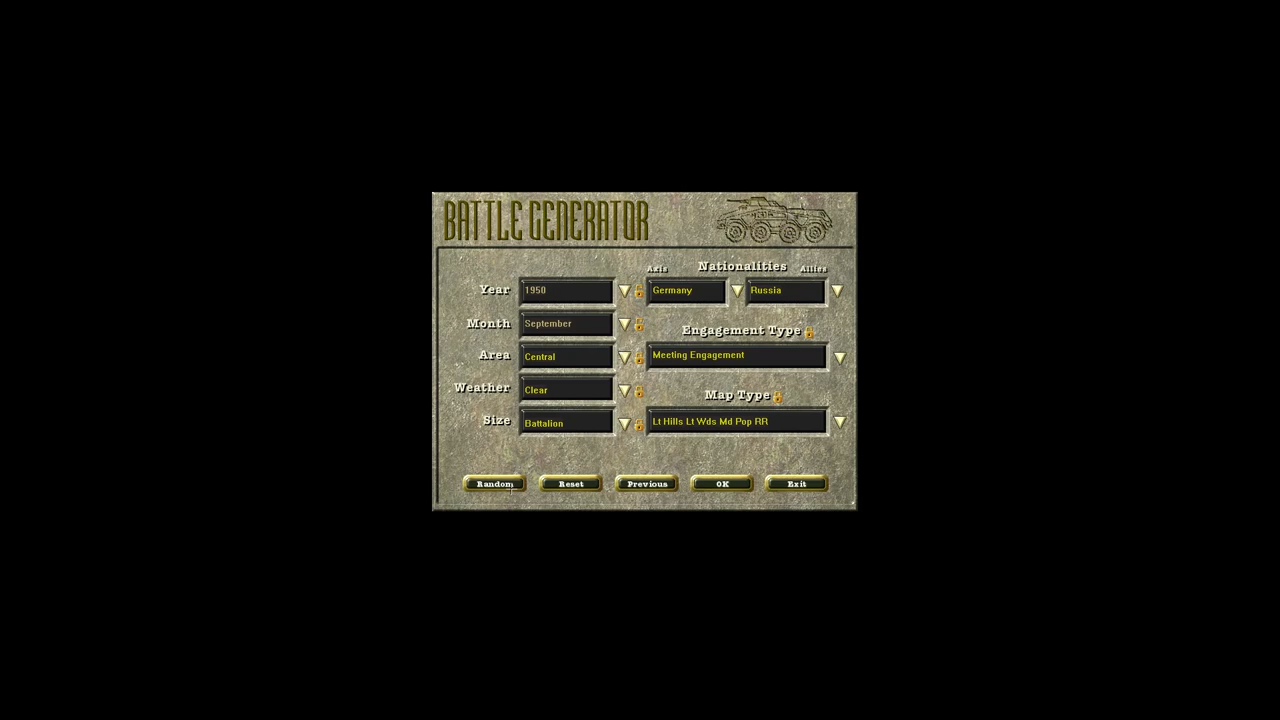 BATTLE GENERATOR
Axis Nationalities Allies
Year 1950 Germany Russia
Month September
Engagement Type
Area Central Meeting Engagement
Weather Clear
Map Type
Size Battalion Lt Hills Lt Wds Md Pop RR
Random Reset Previous OK Exit